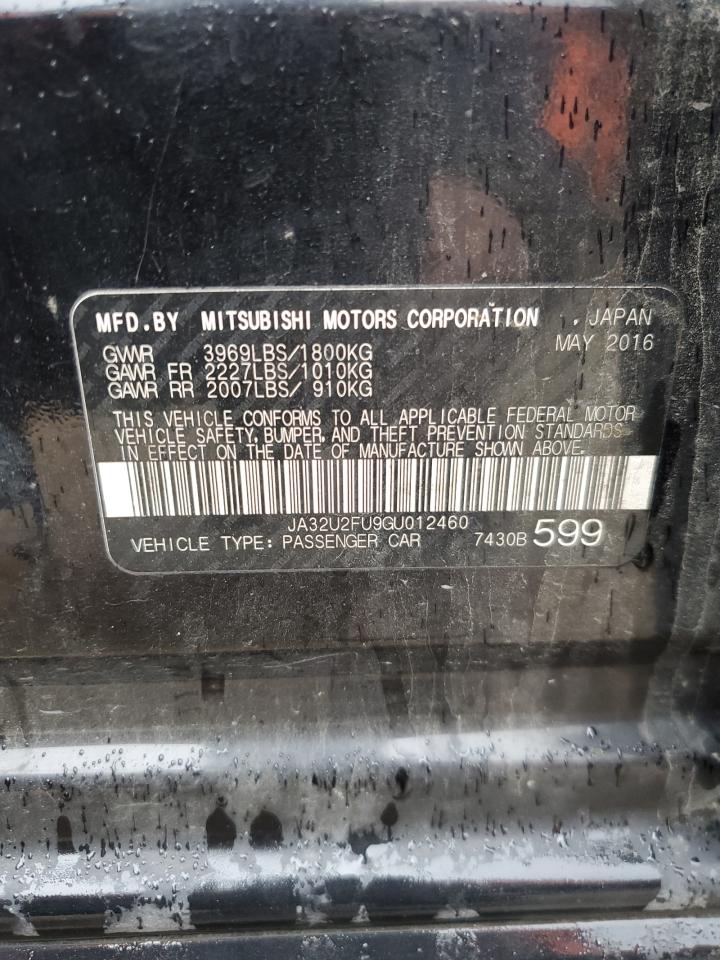 MFD.BY MITSUBISHI MOTORS CORPORATION . JAPAN
MAY 2016
GVWR 3969LBS/1800KG
GAWR FR 2227LBS/1010KG
GAWR RR 2007LBS/ 910KG
THIS VEHICLE CONFORMS TO ALL APPLICABLE FEDERAL MOTOR
VEHICLE SAFETY, BUMPER, AND THEFT PREVENTION STANDARDS
IN EFFECT ON THE DATE OF MANUFACTURE SHOWN ABOVE.
JA32U2FU9GU012460
VEHICLE TYPE: PASSENGER CAR 7430B 599